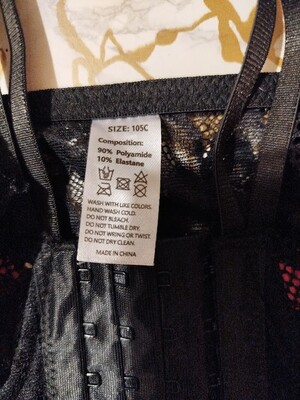 SIZE: 105C
Composition:
90% Polyamide
10% Elastane
WASH WITH LIKE COLORS.
HAND WASH COLD.
DO NOT BLEACH.
DO NOT TUMBLE DRY.
DO NOT WRING OR TWIST.
DO NOT DRY CLEAN.
MADE IN CHINA